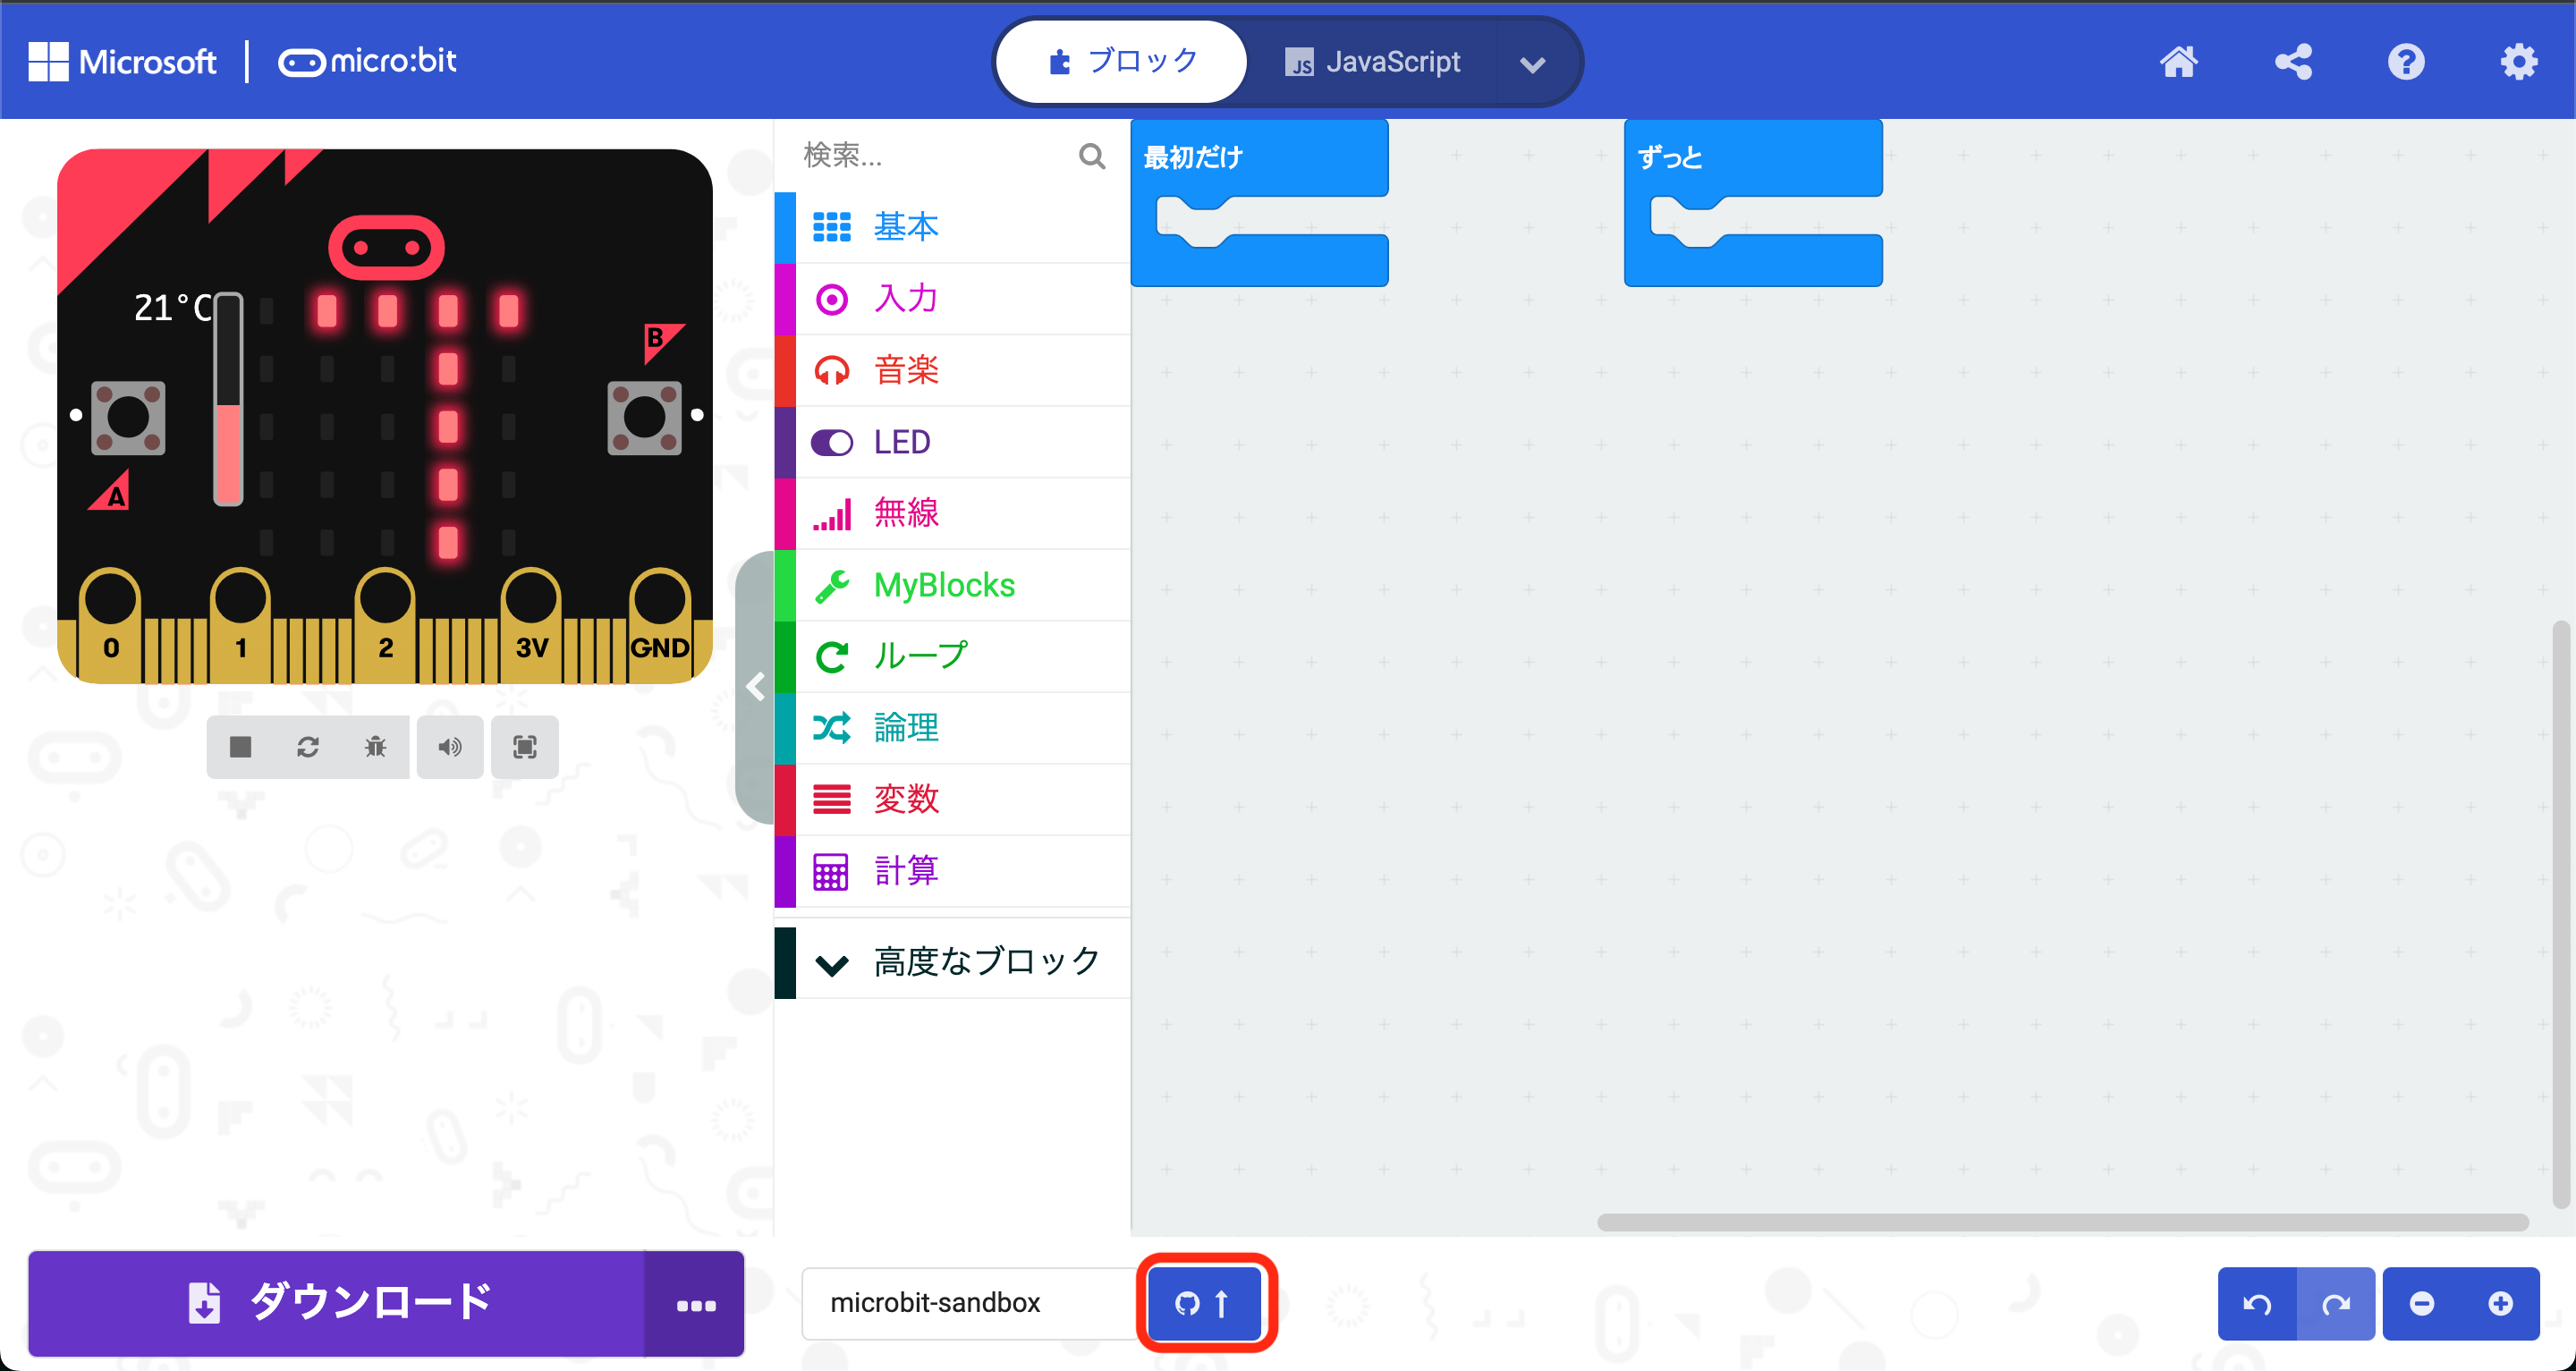 Microsoft
micro:bit
ブロック
JS JavaScript
21°C
B
A
0
1
2
3V
GND
検索...
基本
入力
音楽
LED
無線
MyBlocks
ループ
論理
変数
計算
高度なブロック
最初だけ
ずっと
ダウンロード
microbit-sandbox